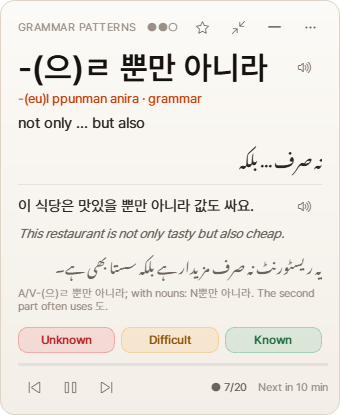 GRAMMAR PATTERNS
-(으)ㄹ 뿐만 아니라
-(eu)l ppunman anira · grammar
not only ... but also
نہ صرف ... بلکہ
이 식당은 맛있을 뿐만 아니라 값도 싸요.
This restaurant is not only tasty but also cheap.
یہ ریسٹورنٹ نہ صرف مزیدار ہے بلکہ سستا بھی ہے۔
A/V-(으)ㄹ 뿐만 아니라; with nouns: N뿐만 아니라. The second
part often uses 도.
Unknown Difficult Known
7/20 Next in 10 min